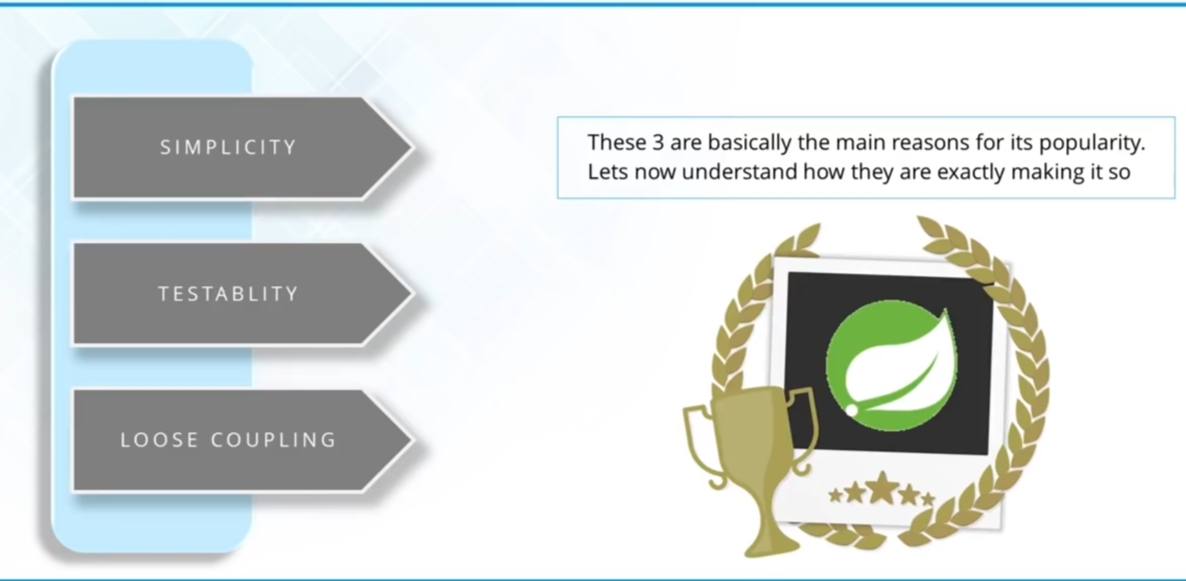 SIMPLICITY
TESTABLITY
LOOSE COUPLING
These 3 are basically the main reasons for its popularity.
Lets now understand how they are exactly making it so